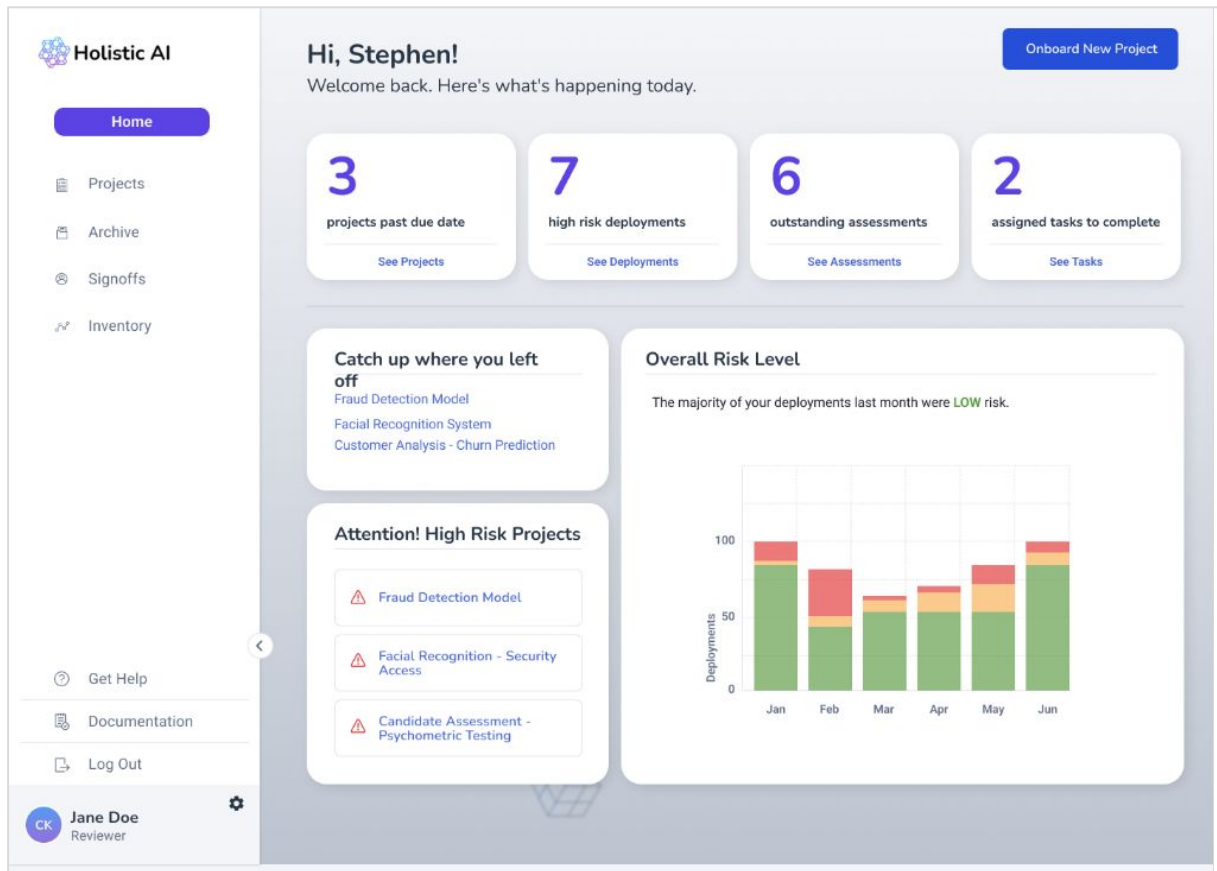 Holistic AI
Home
Projects
Archive
Signoffs
Inventory
Get Help
Documentation
Log Out
CK
Jane Doe
Reviewer
Hi, Stephen!
Welcome back. Here's what's happening today.
Onboard New Project
3
projects past due date
See Projects
7
high risk deployments
See Deployments
6
outstanding assessments
See Assessments
2
assigned tasks to complete
See Tasks
Catch up where you left
off
Fraud Detection Model
Facial Recognition System
Customer Analysis - Churn Prediction
Attention! High Risk Projects
Fraud Detection Model
Facial Recognition - Security
Access
Candidate Assessment -
Psychometric Testing
Overall Risk Level
The majority of your deployments last month were LOW risk.
100
50
0
Deployments
Jan Feb Mar Apr May Jun